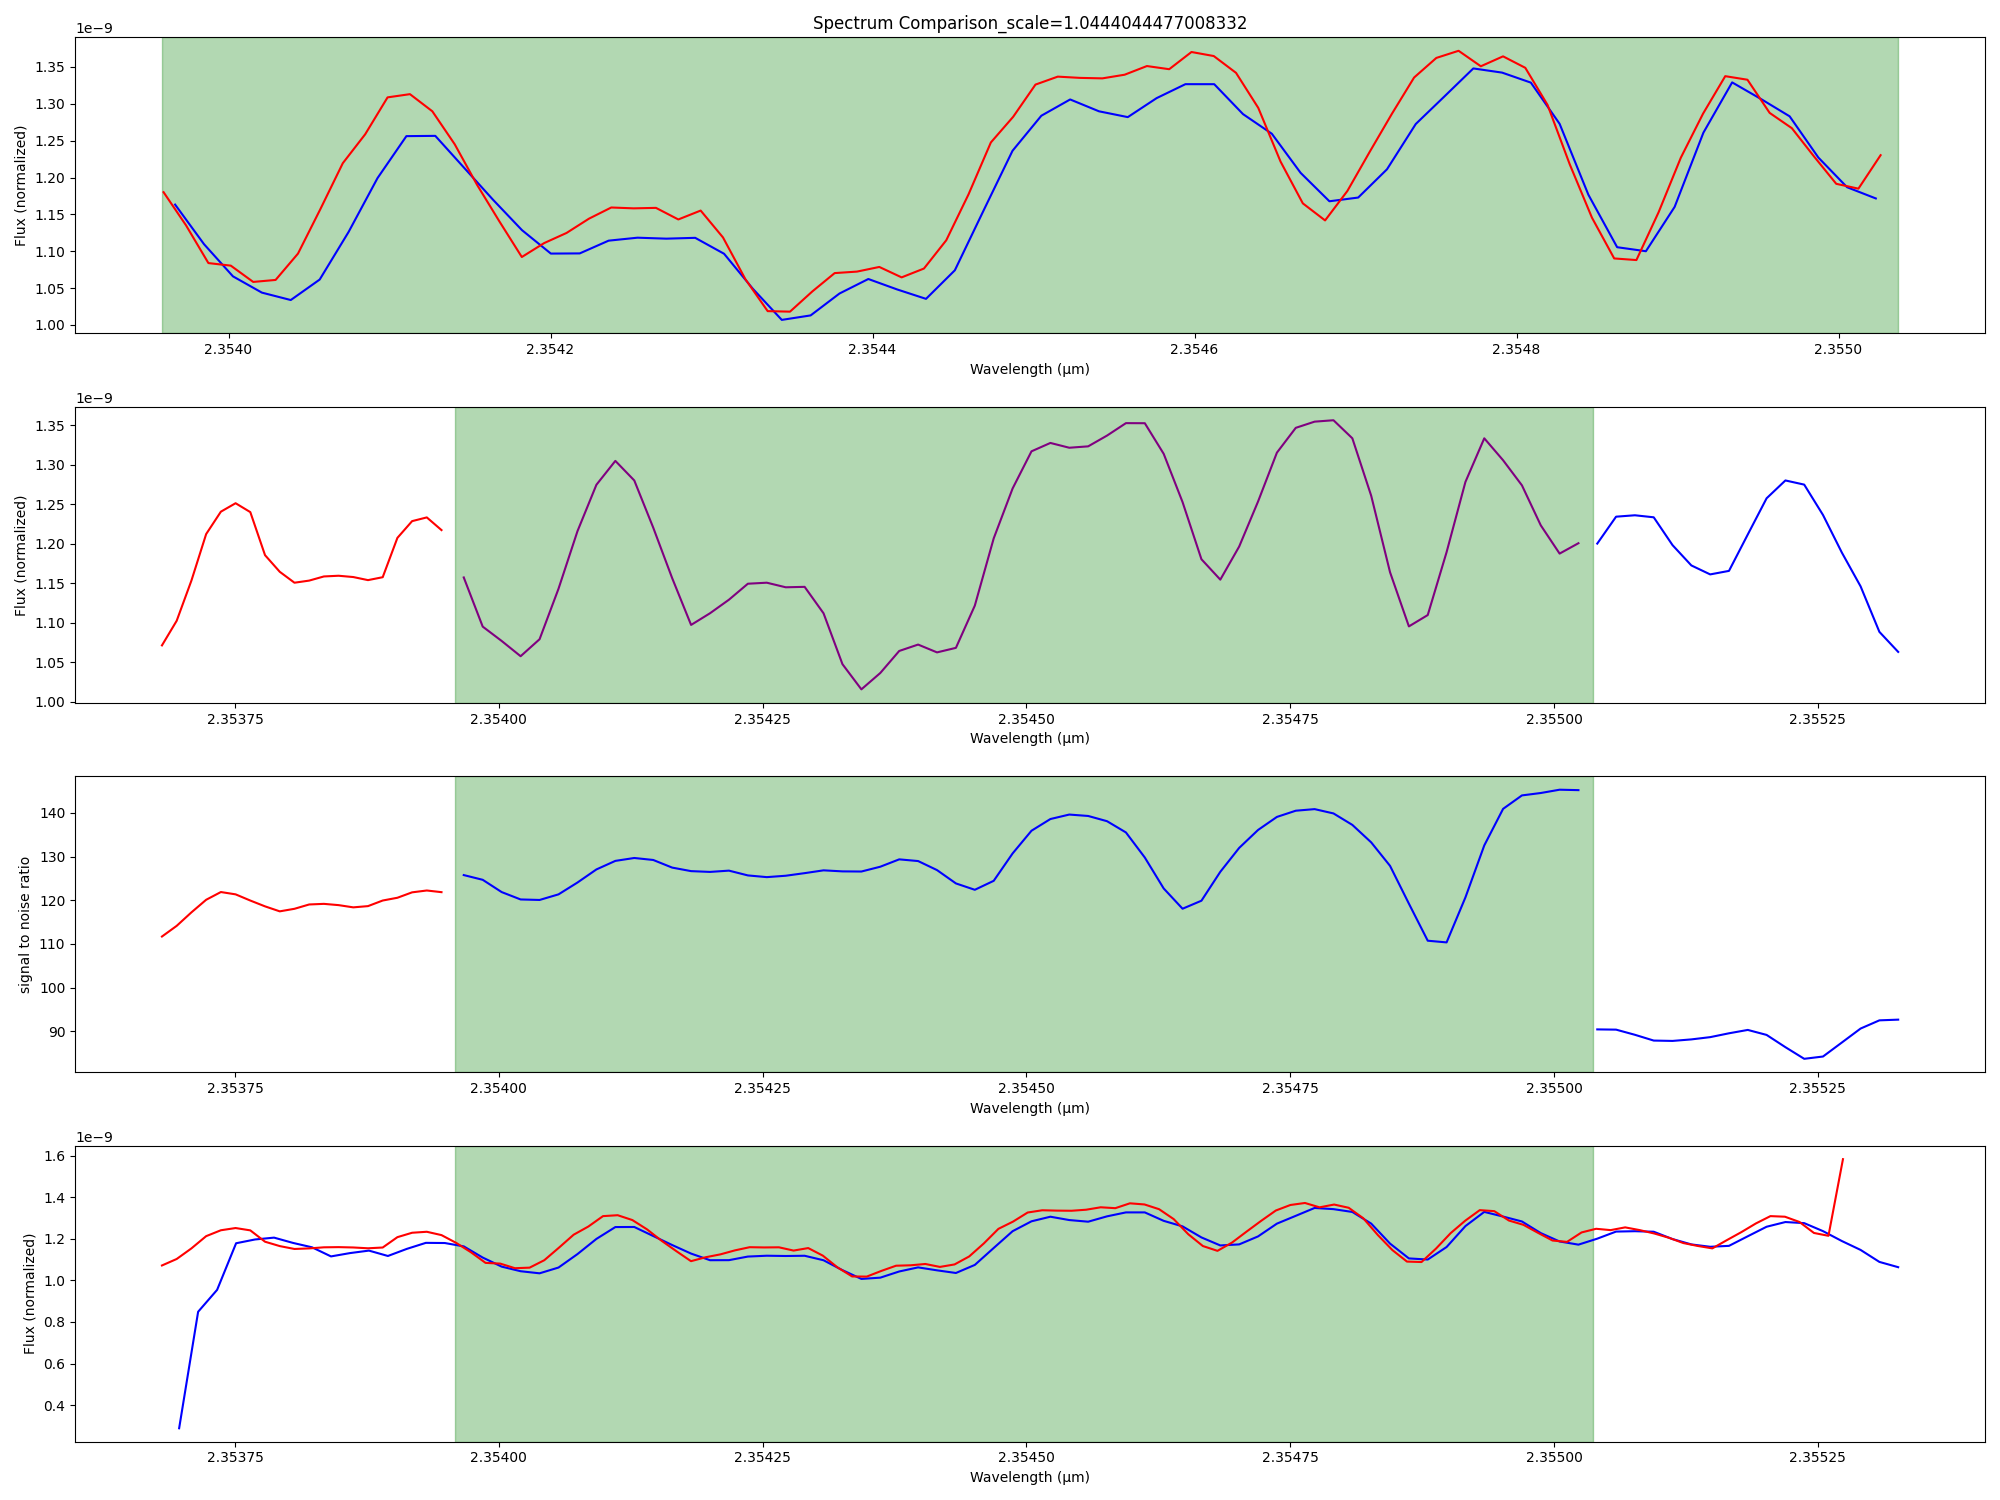 Spectrum Comparison_scale=1.0444044477008332
1e−9
1.35
1.30
1.25
1.20
1.15
1.10
1.05
1.00
Flux (normalized)
2.3540 2.3542 2.3544 2.3546 2.3548 2.3550
Wavelength (μm)
1e−9
1.35
1.30
1.25
1.20
1.15
1.10
1.05
1.00
Flux (normalized)
2.35375 2.35400 2.35425 2.35450 2.35475 2.35500 2.35525
Wavelength (μm)
140
130
120
110
100
90
signal to noise ratio
2.35375 2.35400 2.35425 2.35450 2.35475 2.35500 2.35525
Wavelength (μm)
1e−9
1.6
1.4
1.2
1.0
0.8
0.6
0.4
Flux (normalized)
2.35375 2.35400 2.35425 2.35450 2.35475 2.35500 2.35525
Wavelength (μm)